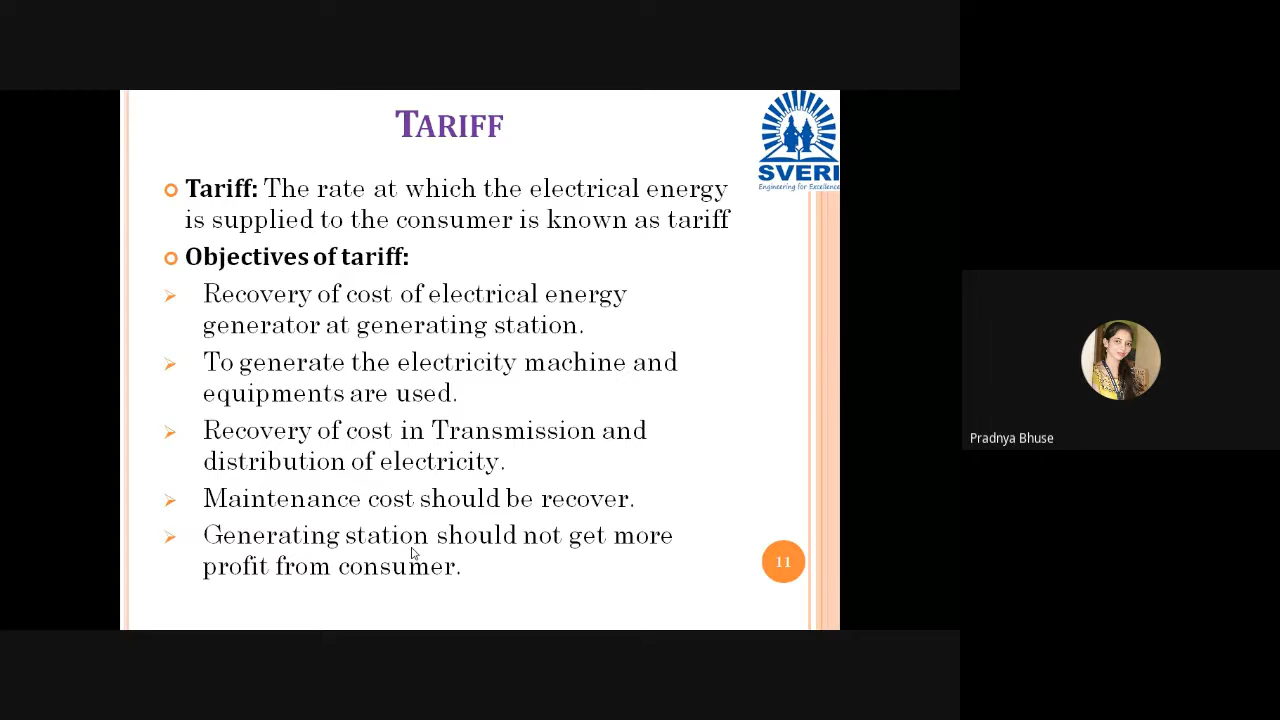 TARIFF
SVERI
Engineering for Excellence
Tariff: The rate at which the electrical energy
is supplied to the consumer is known as tariff
Objectives of tariff:
Recovery of cost of electrical energy
generator at generating station.
To generate the electricity machine and
equipments are used.
Recovery of cost in Transmission and
distribution of electricity.
Maintenance cost should be recover.
Generating station should not get more
profit from consumer.
11
Pradnya Bhuse